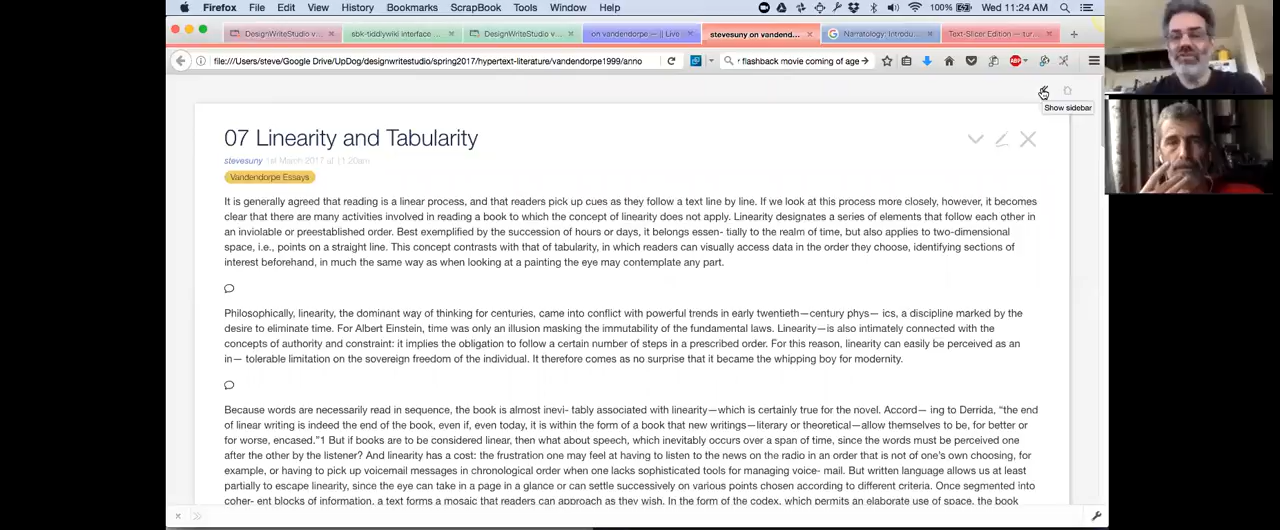 Firefox File Edit View History Bookmarks ScrapBook Tools Window Help 100% Wed 11:24 AM
DesignWriteStudio v... sbk-tiddlywiki interface ... DesignWriteStudio v... on vandendorpe — || Live stevesuny on vandend... Narratology: Introdu... Text-Slicer Edition — tur...
file:///Users/steve/Google Drive/UpDog/designwritestudio/spring2017/hypertext-literature/vandendorpe1999/anno flashback movie coming of age
ABP
Show sidebar
07 Linearity and Tabularity
stevesuny 1st March 2017 at 11:20am
Vandendorpe Essays
It is generally agreed that reading is a linear process, and that readers pick up cues as they follow a text line by line. If we look at this process more closely, however, it becomes
clear that there are many activities involved in reading a book to which the concept of linearity does not apply. Linearity designates a series of elements that follow each other in
an inviolable or preestablished order. Best exemplified by the succession of hours or days, it belongs essen- tially to the realm of time, but also applies to two-dimensional
space, i.e., points on a straight line. This concept contrasts with that of tabularity, in which readers can visually access data in the order they choose, identifying sections of
interest beforehand, in much the same way as when looking at a painting the eye may contemplate any part.
Philosophically, linearity, the dominant way of thinking for centuries, came into conflict with powerful trends in early twentieth—century phys— ics, a discipline marked by the
desire to eliminate time. For Albert Einstein, time was only an illusion masking the immutability of the fundamental laws. Linearity—is also intimately connected with the
concepts of authority and constraint: it implies the obligation to follow a certain number of steps in a prescribed order. For this reason, linearity can easily be perceived as an
in— tolerable limitation on the sovereign freedom of the individual. It therefore comes as no surprise that it became the whipping boy for modernity.
Because words are necessarily read in sequence, the book is almost inevi- tably associated with linearity—which is certainly true for the novel. Accord— ing to Derrida, “the end
of linear writing is indeed the end of the book, even if, even today, it is within the form of a book that new writings—literary or theoretical—allow themselves to be, for better or
for worse, encased.”1 But if books are to be considered linear, then what about speech, which inevitably occurs over a span of time, since the words must be perceived one
after the other by the listener? And linearity has a cost: the frustration one may feel at having to listen to the news on the radio in an order that is not of one's own choosing, for
example, or having to pick up voicemail messages in chronological order when one lacks sophisticated tools for managing voice- mail. But written language allows us at least
partially to escape linearity, since the eye can take in a page in a glance or can settle successively on various points chosen according to different criteria. Once segmented into
coher- ent blocks of information, a text forms a mosaic that readers can approach as they wish. In the form of the codex, which permits an elaborate use of space, the book